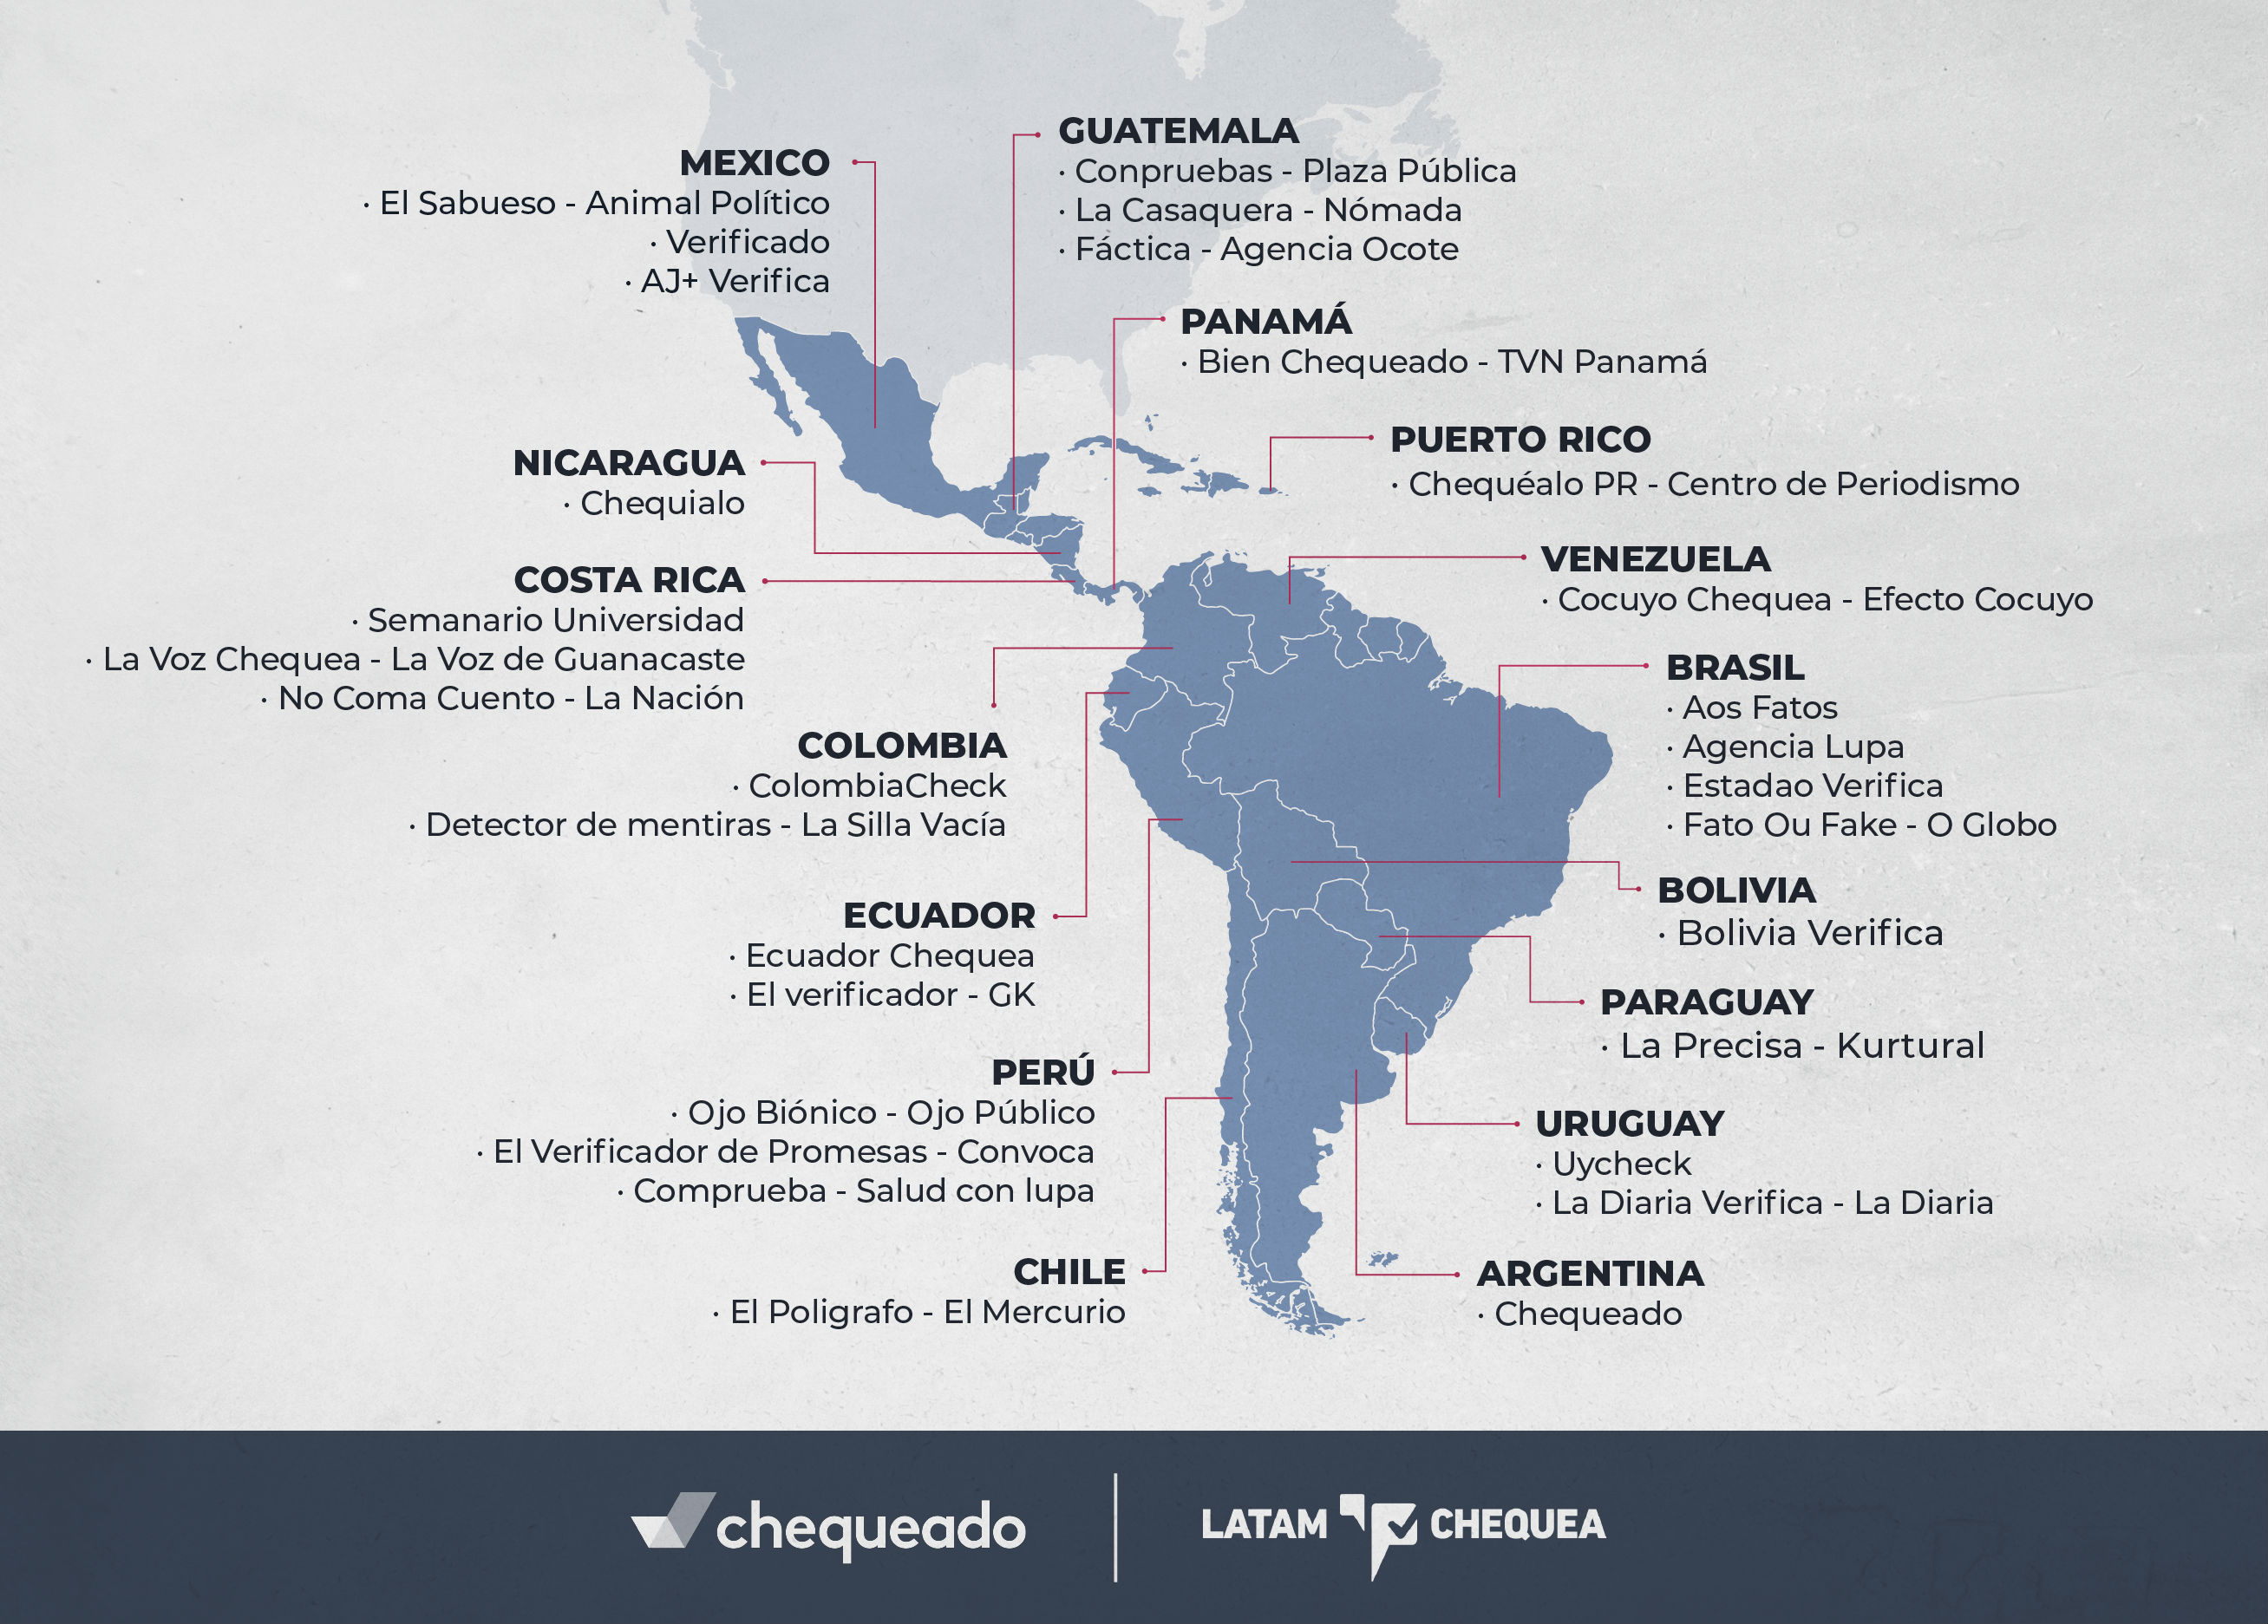 MEXICO
· El Sabueso - Animal Político
· Verificado
· AJ+ Verifica
GUATEMALA
· Conpruebas - Plaza Pública
· La Casaquera - Nómada
· Fáctica - Agencia Ocote
PANAMÁ
· Bien Chequeado - TVN Panamá
PUERTO RICO
· Chequéalo PR - Centro de Periodismo
NICARAGUA
· Chequialo
COSTA RICA
· Semanario Universidad
· La Voz Chequea - La Voz de Guanacaste
· No Coma Cuento - La Nación
VENEZUELA
· Cocuyo Chequea - Efecto Cocuyo
BRASIL
· Aos Fatos
· Agencia Lupa
· Estadao Verifica
· Fato Ou Fake - O Globo
COLOMBIA
· ColombiaCheck
· Detector de mentiras - La Silla Vacía
BOLIVIA
· Bolivia Verifica
ECUADOR
· Ecuador Chequea
· El verificador - GK
PARAGUAY
· La Precisa - Kurtural
PERÚ
· Ojo Biónico - Ojo Público
· El Verificador de Promesas - Convoca
· Comprueba - Salud con lupa
URUGUAY
· Uycheck
· La Diaria Verifica - La Diaria
CHILE
· El Poligrafo - El Mercurio
ARGENTINA
· Chequeado
chequeado
LATAM CHEQUEA